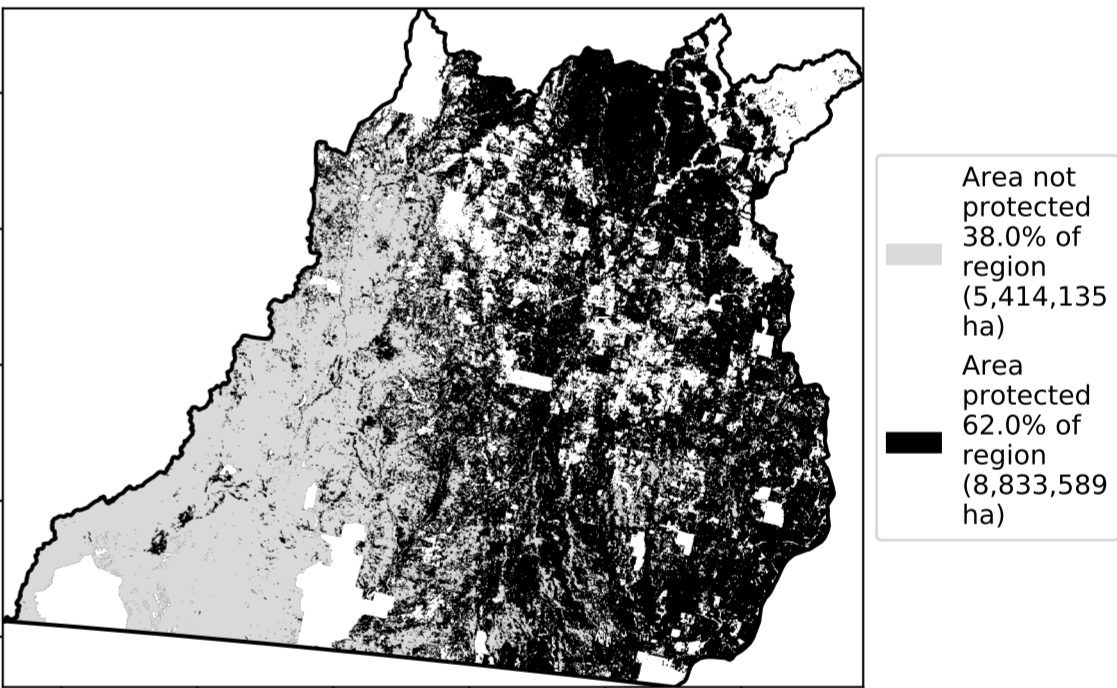 Area not
protected
38.0% of
region
(5,414,135
ha)
Area
protected
62.0% of
region
(8,833,589
ha)